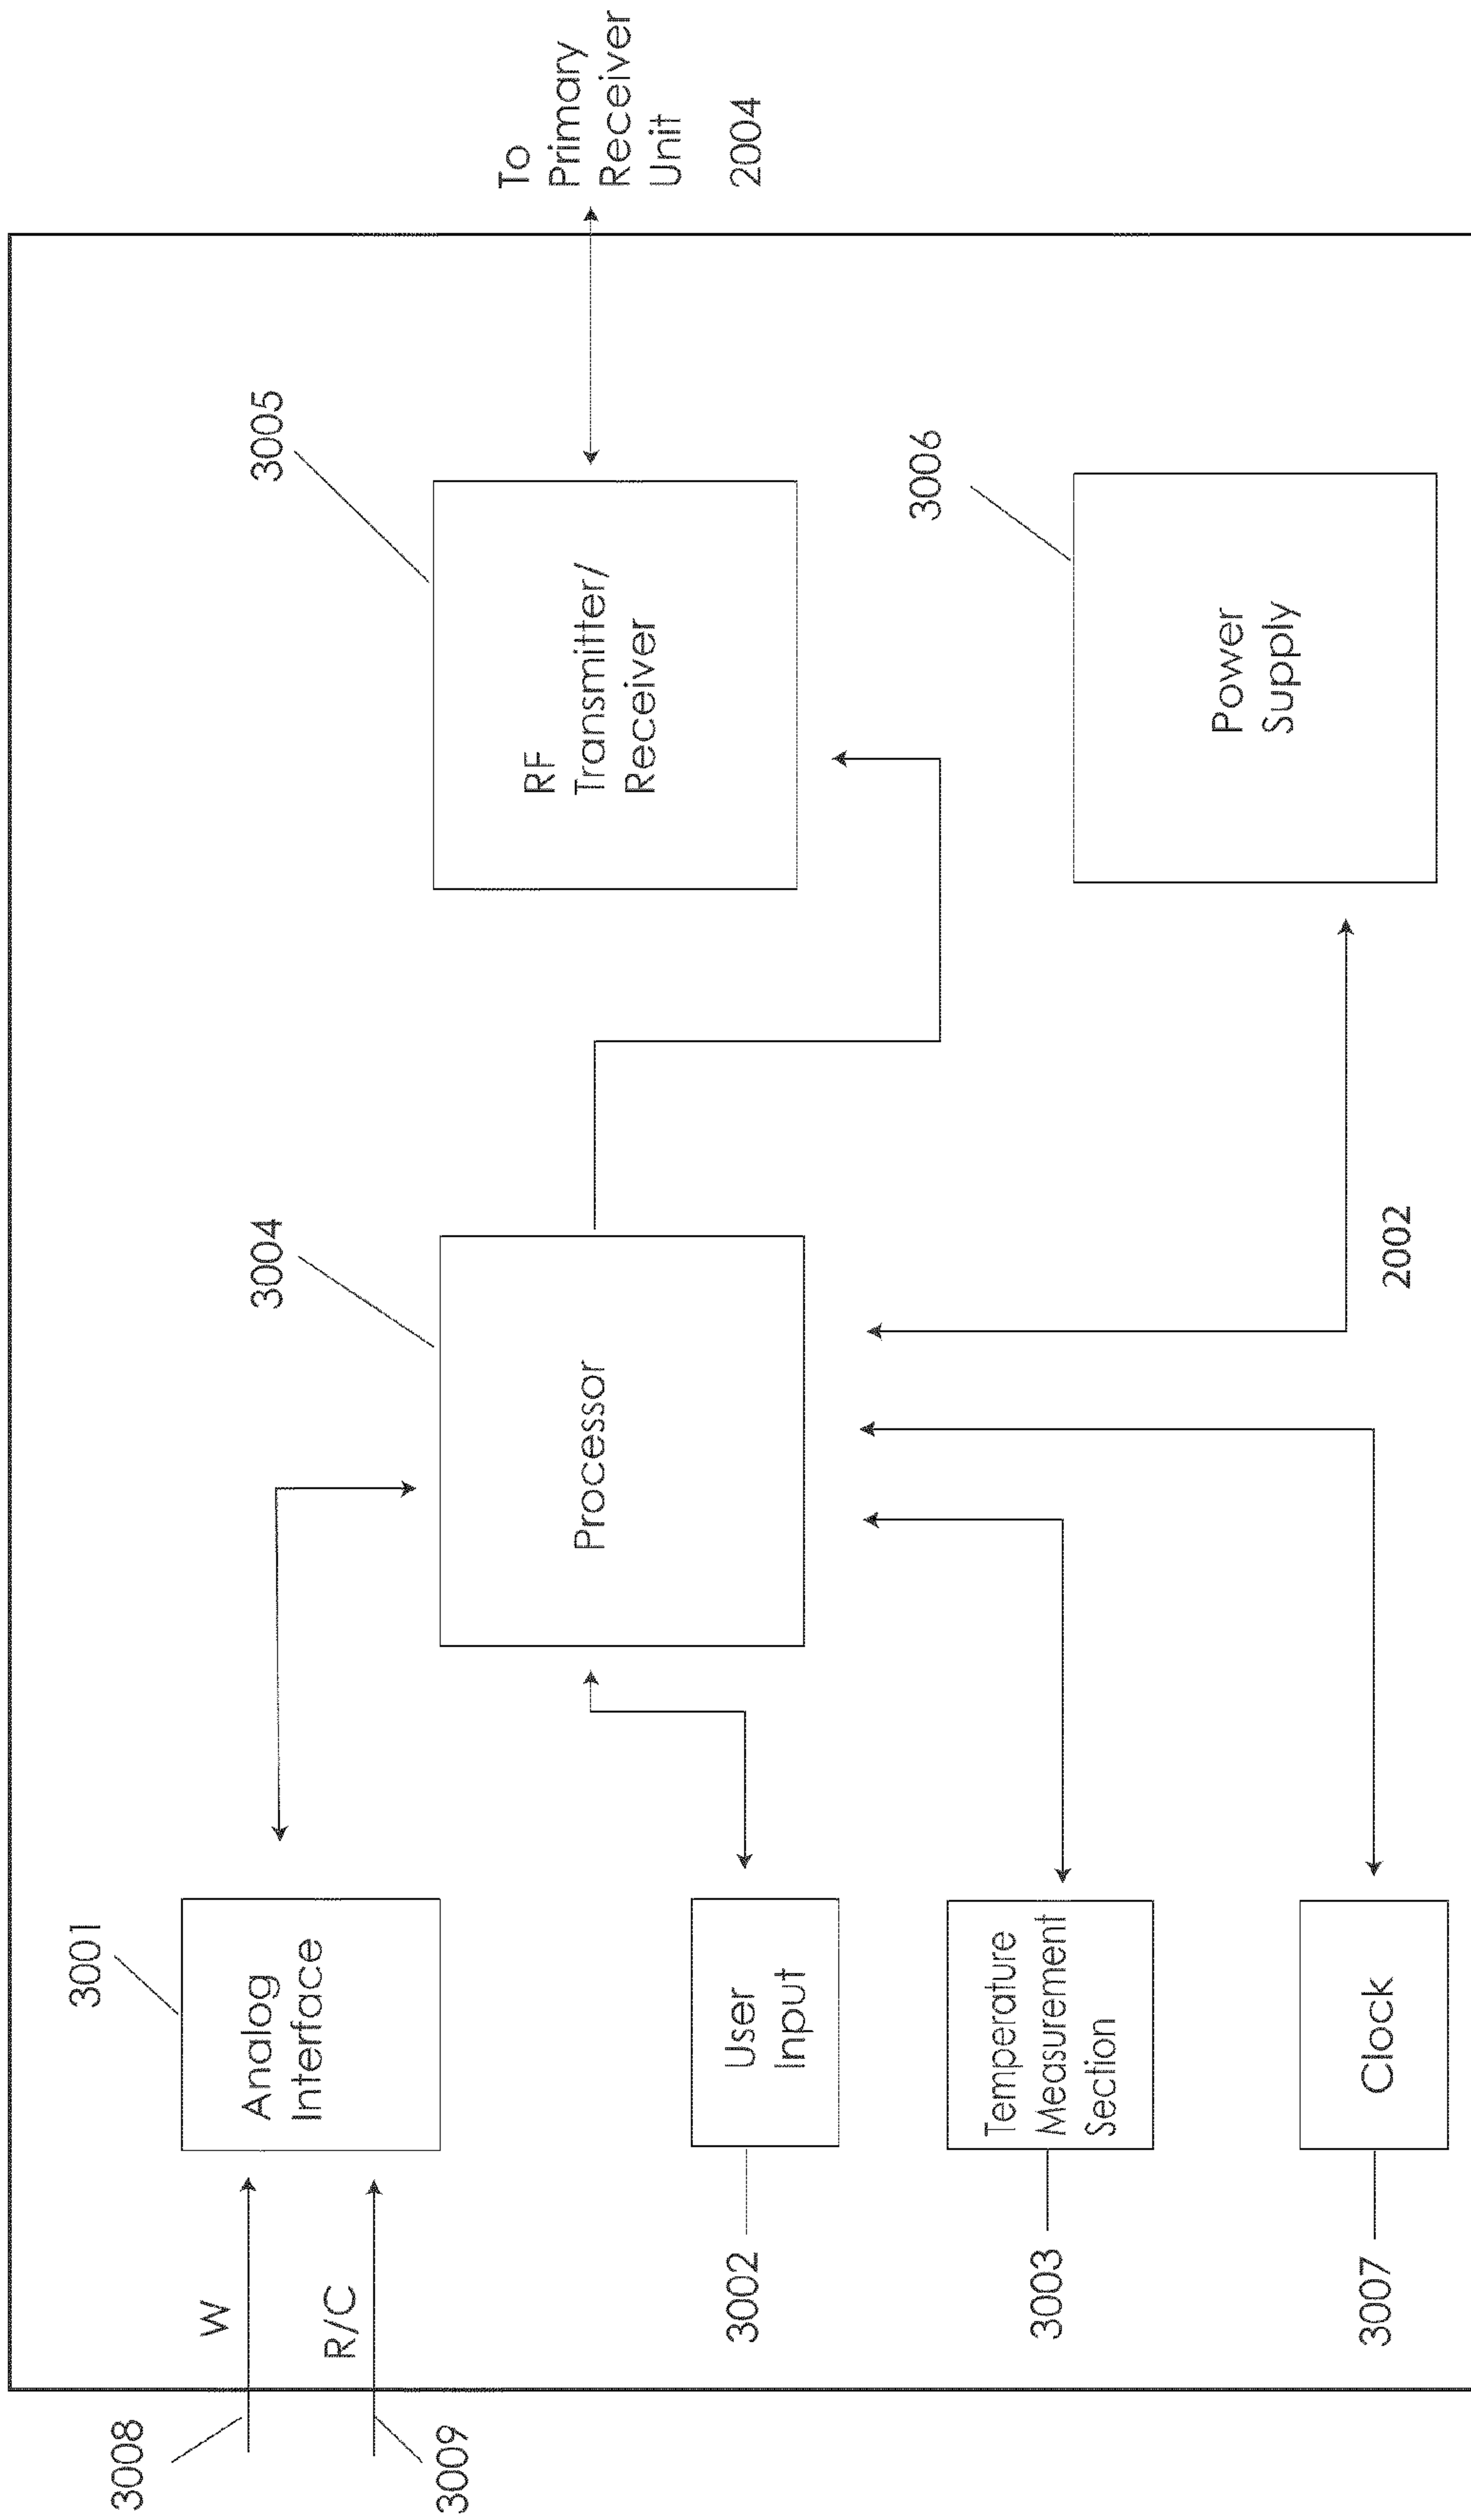 3008
W
3009
R/C
3001
Analog
Interface
3002
User
Input
3003
Temperature
Measurement
Section
3007
Clock
3004
Processor
2002
3005
RF
Transmitter/
Receiver
3006
Power
Supply
To
Primary
Receiver
Unit
2004